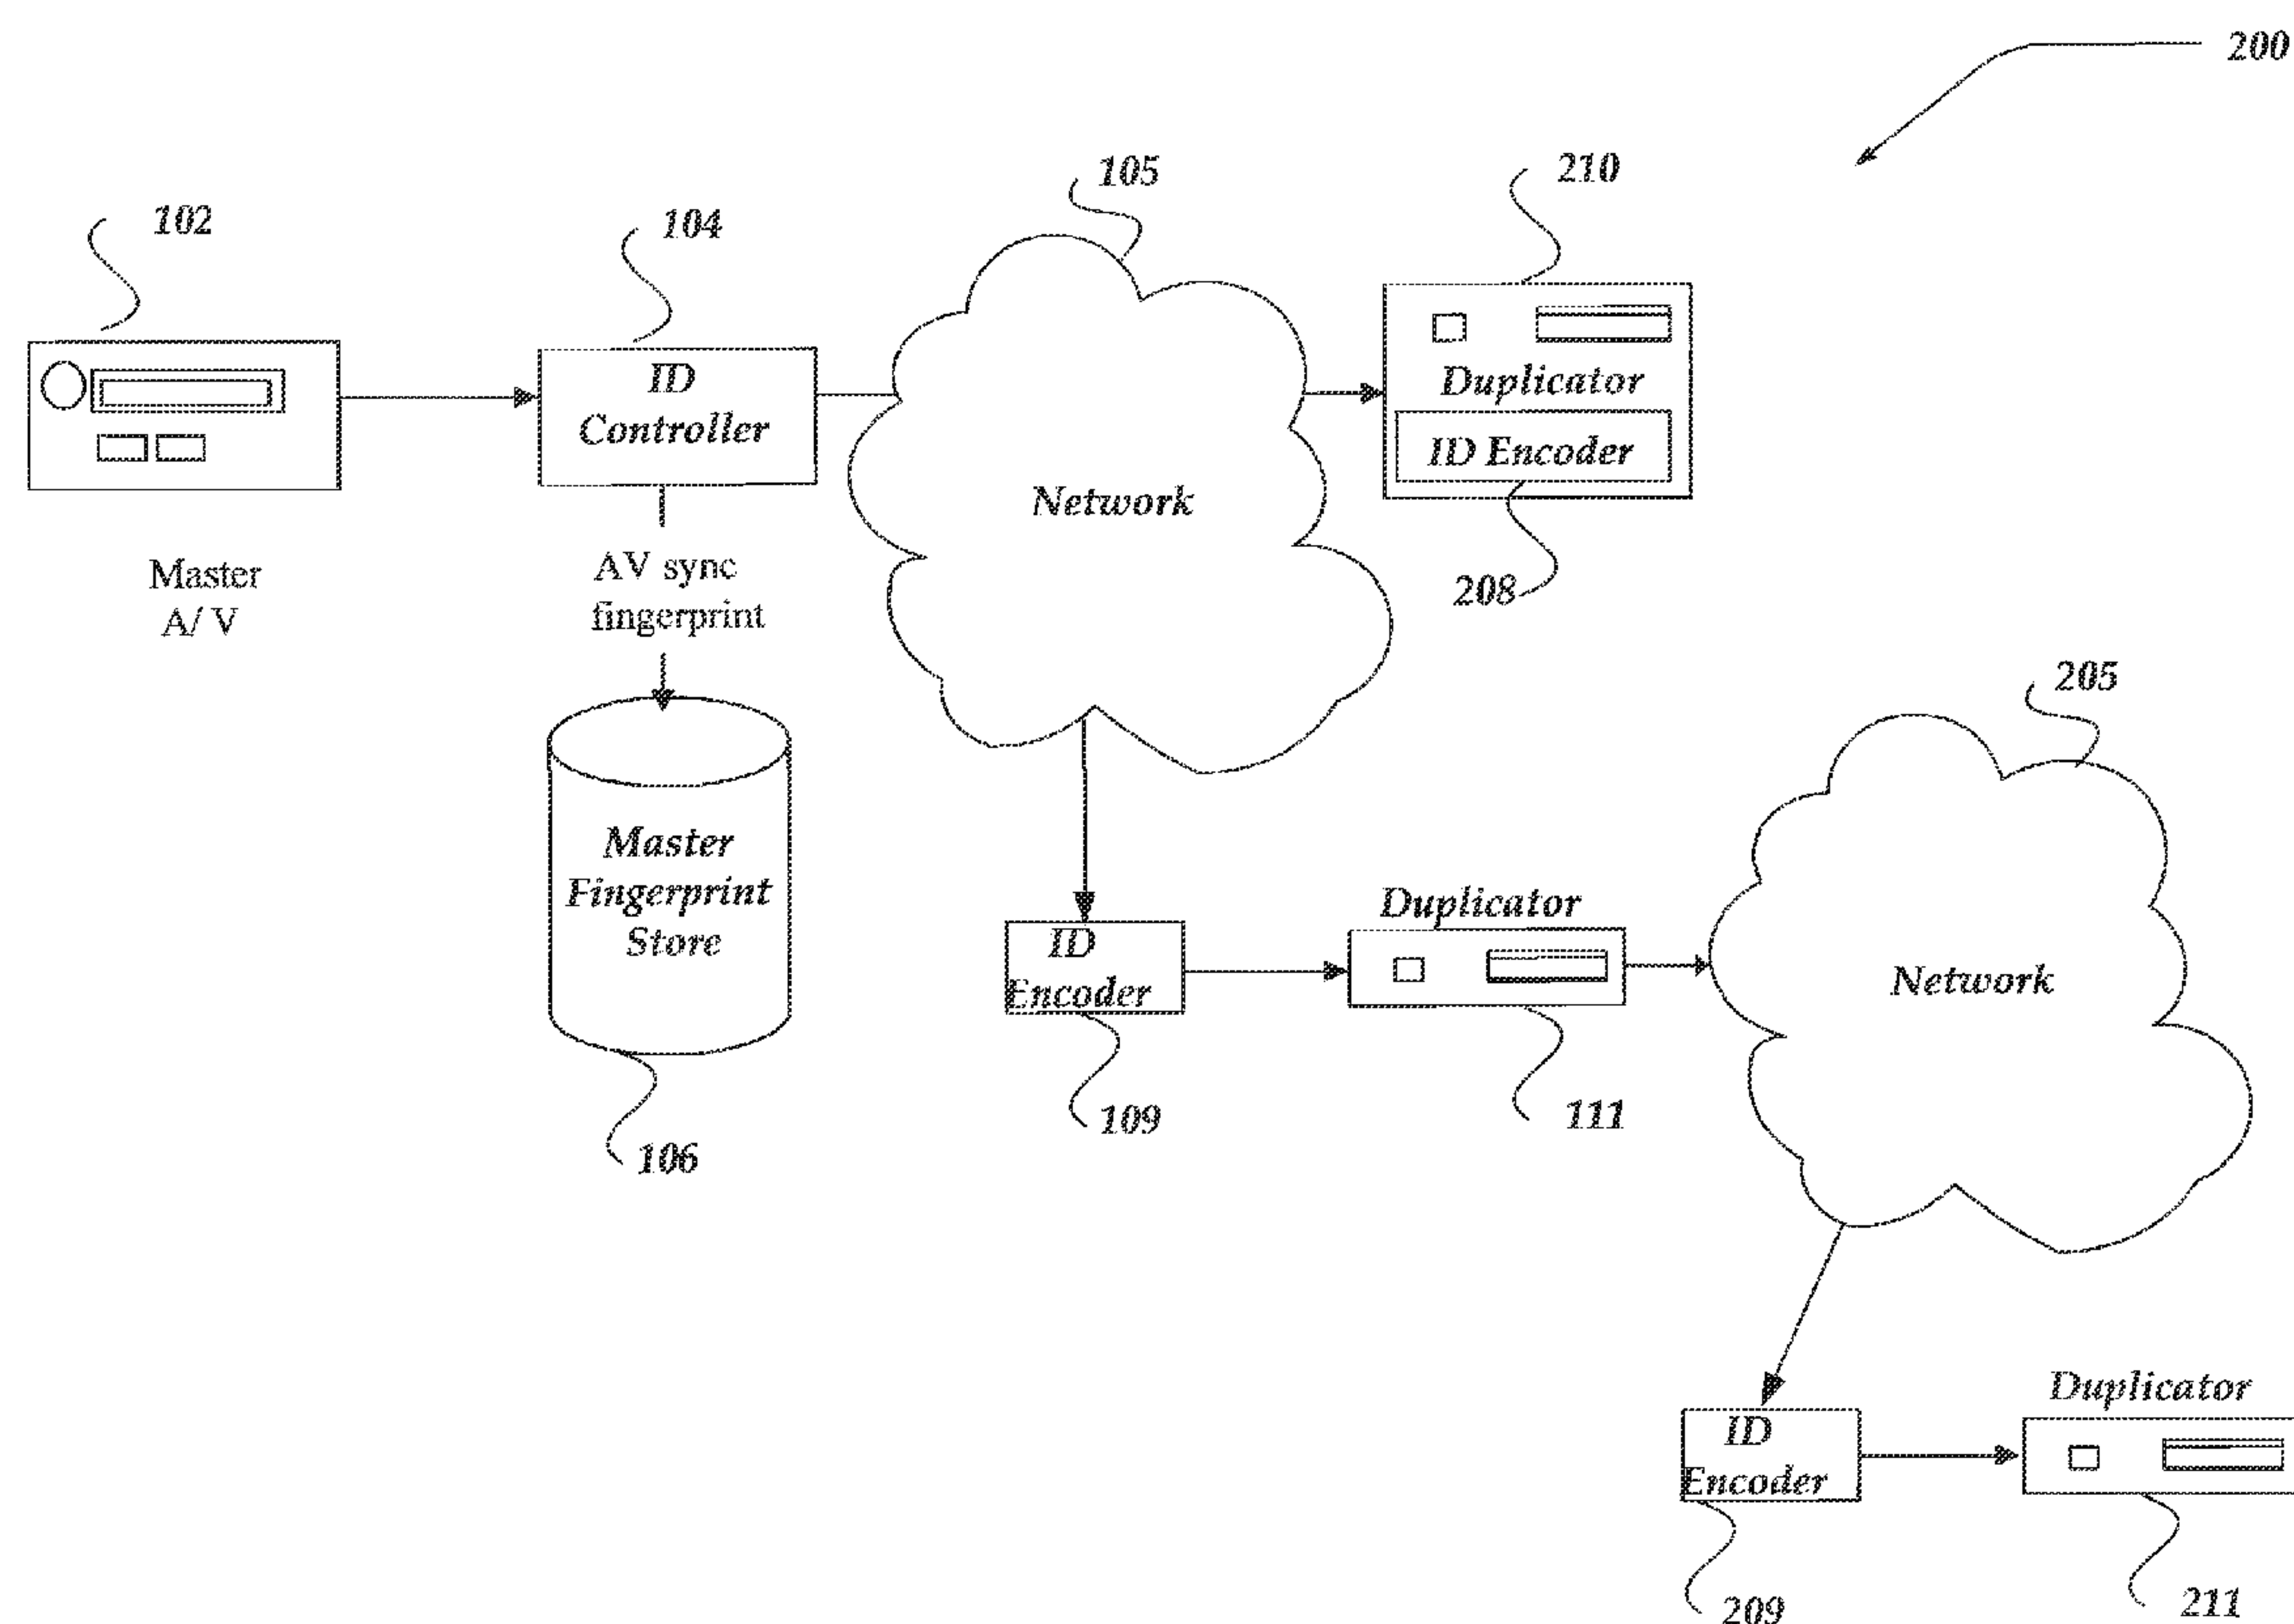 200
105
210
102
104
ID
Controller
Duplicator
ID Encoder
Network
208
Master
A/ V
AV sync
fingerprint
205
Master
Fingerprint
Store
Duplicator
ID
Encoder
Network
109
111
106
Duplicator
ID
Encoder
209
211